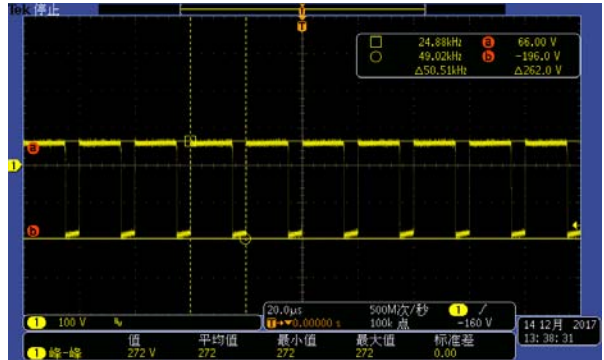 Tek 停止
T
24.88kHz a 66.00 V
49.02kHz b -196.0 V
△50.51kHz △262.0 V
a
1
b
20.0μs 500M次/秒 1 /
1 100 V T→▼0.00000 s 100k 点 -160 V
14 12月 2017
13:38:31
值 平均值 最小值 最大值 标准差
1 峰-峰 272 V 272 272 272 0.00